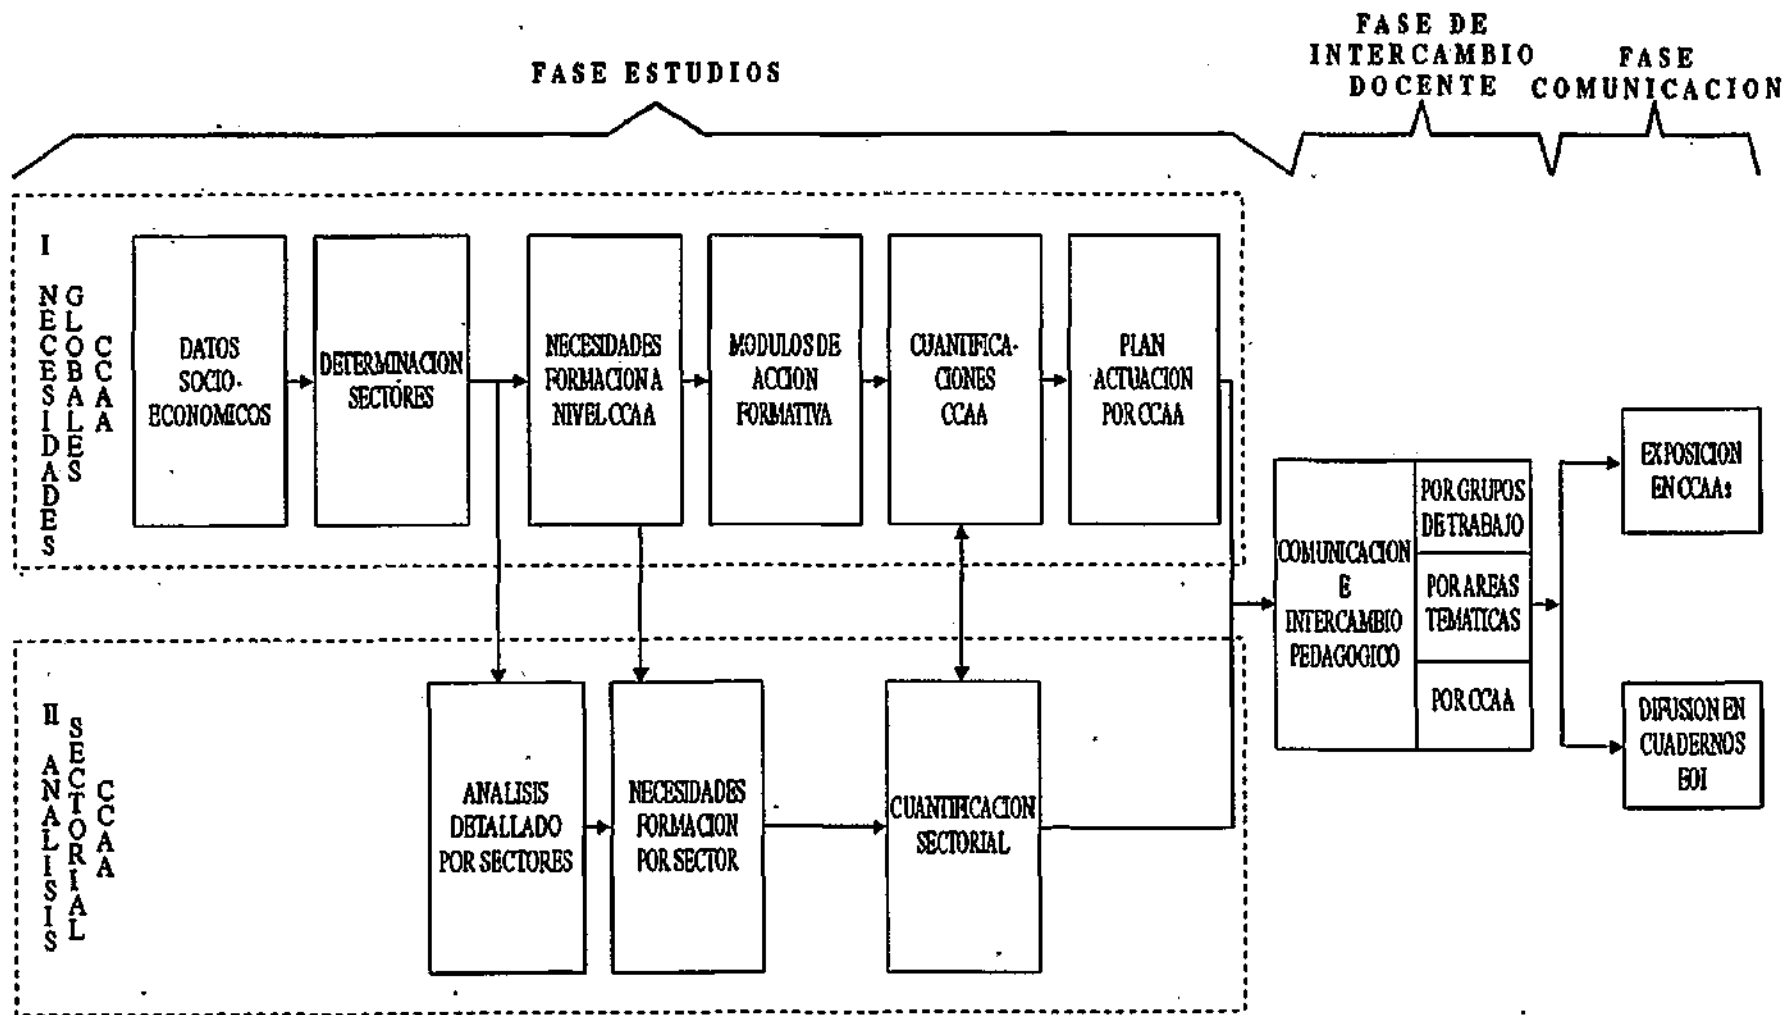 FASE ESTUDIOS
FASE DE
INTERCAMBIO
DOCENTE
FASE
COMUNICACION
I NECESIDADES
GLOBALES
CCAA
DATOS
SOCIO-
ECONOMICOS
DETERMINACION
SECTORES
NECESIDADES
FORMACION A
NIVEL CCAA
MODULOS DE
ACCION
FORMATIVA
CUANTIFICA-
CIONES
CCAA
PLAN
ACTUACION
POR CCAA
COMUNICACION
E
INTERCAMBIO
PEDAGOGICO
POR GRUPOS
DE TRABAJO
POR AREAS
TEMATICAS
POR CCAA
EXPOSICION
EN CCAAs
DIFUSION EN
CUADERNOS
EOI
II ANALISIS
SECTORIAL
CCAA
ANALISIS
DETALLADO
POR SECTORES
NECESIDADES
FORMACION
POR SECTOR
CUANTIFICACION
SECTORIAL